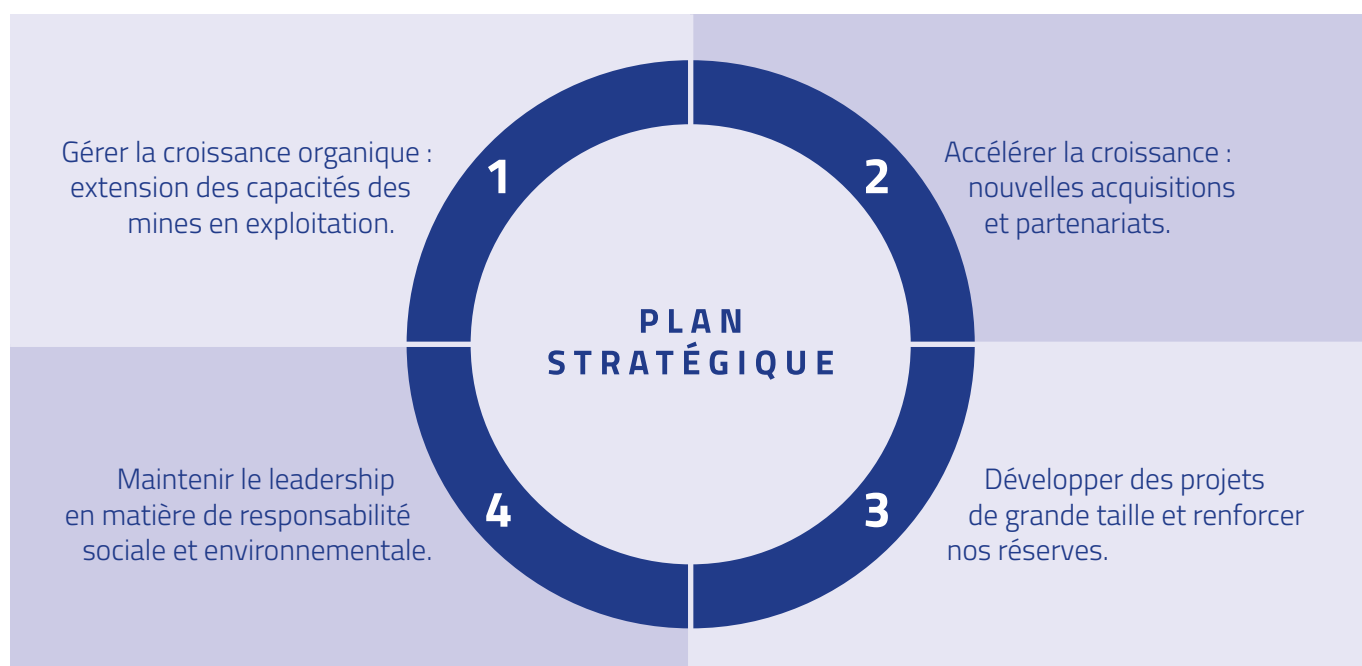 Gérer la croissance organique :
extension des capacités des
mines en exploitation.
1
2
Accélérer la croissance :
nouvelles acquisitions
et partenariats.
PLAN
STRATÉGIQUE
Maintenir le leadership
en matière de responsabilité
sociale et environnementale.
4
3
Développer des projets
de grande taille et renforcer
nos réserves.